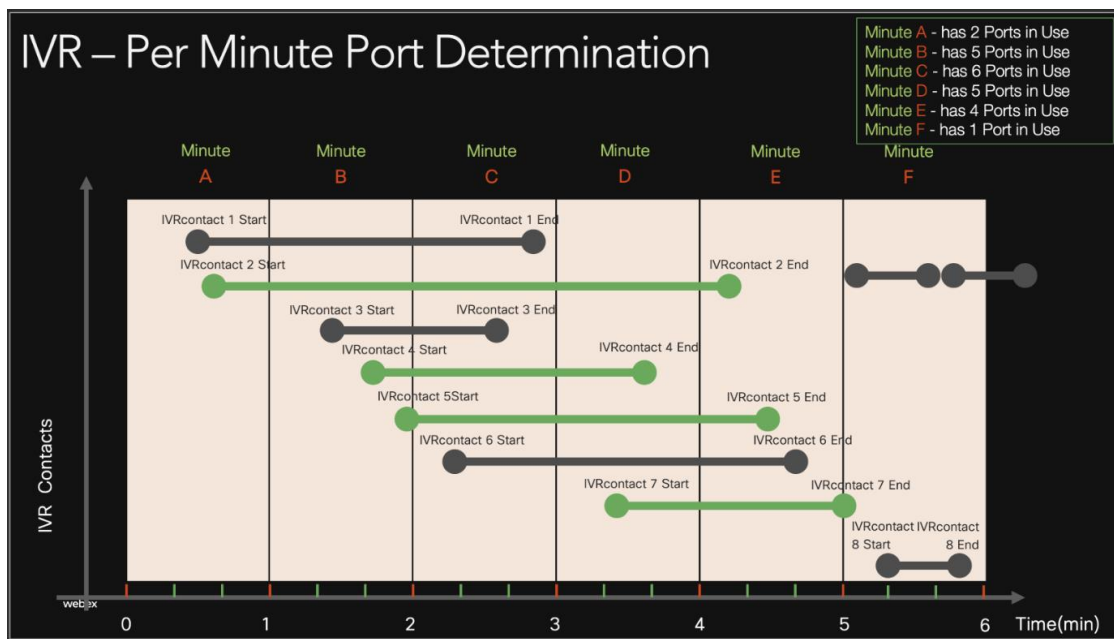 IVR – Per Minute Port Determination
Minute A - has 2 Ports in Use
Minute B - has 5 Ports in Use
Minute C - has 6 Ports in Use
Minute D - has 5 Ports in Use
Minute E - has 4 Ports in Use
Minute F - has 1 Port in Use
Minute Minute Minute Minute Minute Minute
A B C D E F
IVRcontact 1 Start IVRcontact 1 End
IVRcontact 2 Start IVRcontact 2 End
IVRcontact 3 Start IVRcontact 3 End
IVRcontact 4 Start IVRcontact 4 End
IVRcontact 5Start IVRcontact 5 End
IVRcontact 6 Start IVRcontact 6 End
IVRcontact 7 Start IVRcontact 7 End
IVRcontact IVRcontact
8 Start 8 End
IVR Contacts
webex
0 1 2 3 4 5 6 Time(min)